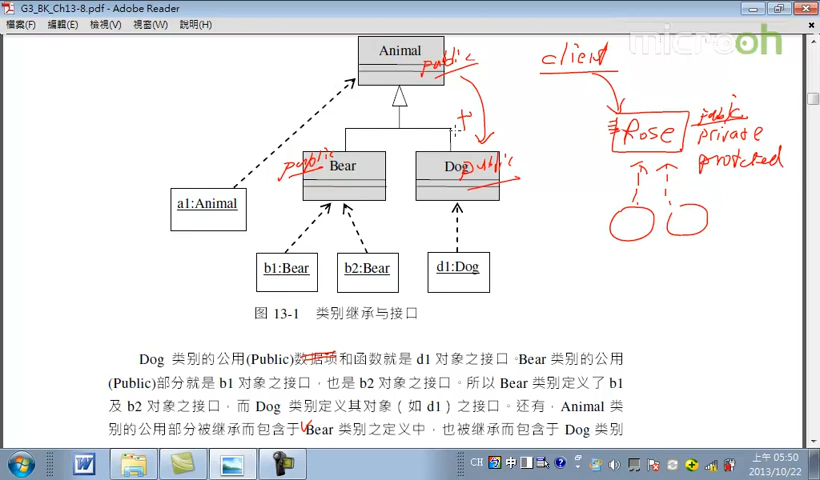 G3_BK_Ch13-8.pdf - SumatraPDF
檔案(F) 編輯(E) 檢視(V) 視窗(W) 說明(H)
microoh
Animal
public
client
Rose
public
private
protected
+
public
Bear
Dog
public
a1:Animal
b1:Bear
b2:Bear
d1:Dog
图 13-1 类别继承与接口
Dog 类别的公用(Public)数据项和函数就是 d1 对象之接口。Bear 类别的公用
(Public)部分就是 b1 对象之接口，也是 b2 对象之接口。所以 Bear 类别定义了 b1
及 b2 对象之接口，而 Dog 类别定义其对象（如 d1）之接口。还有，Animal 类
别的公用部分被继承而包含于 Bear 类别之定义中，也被继承而包含于 Dog 类别
CH 中
上午 05:50
2013/10/22